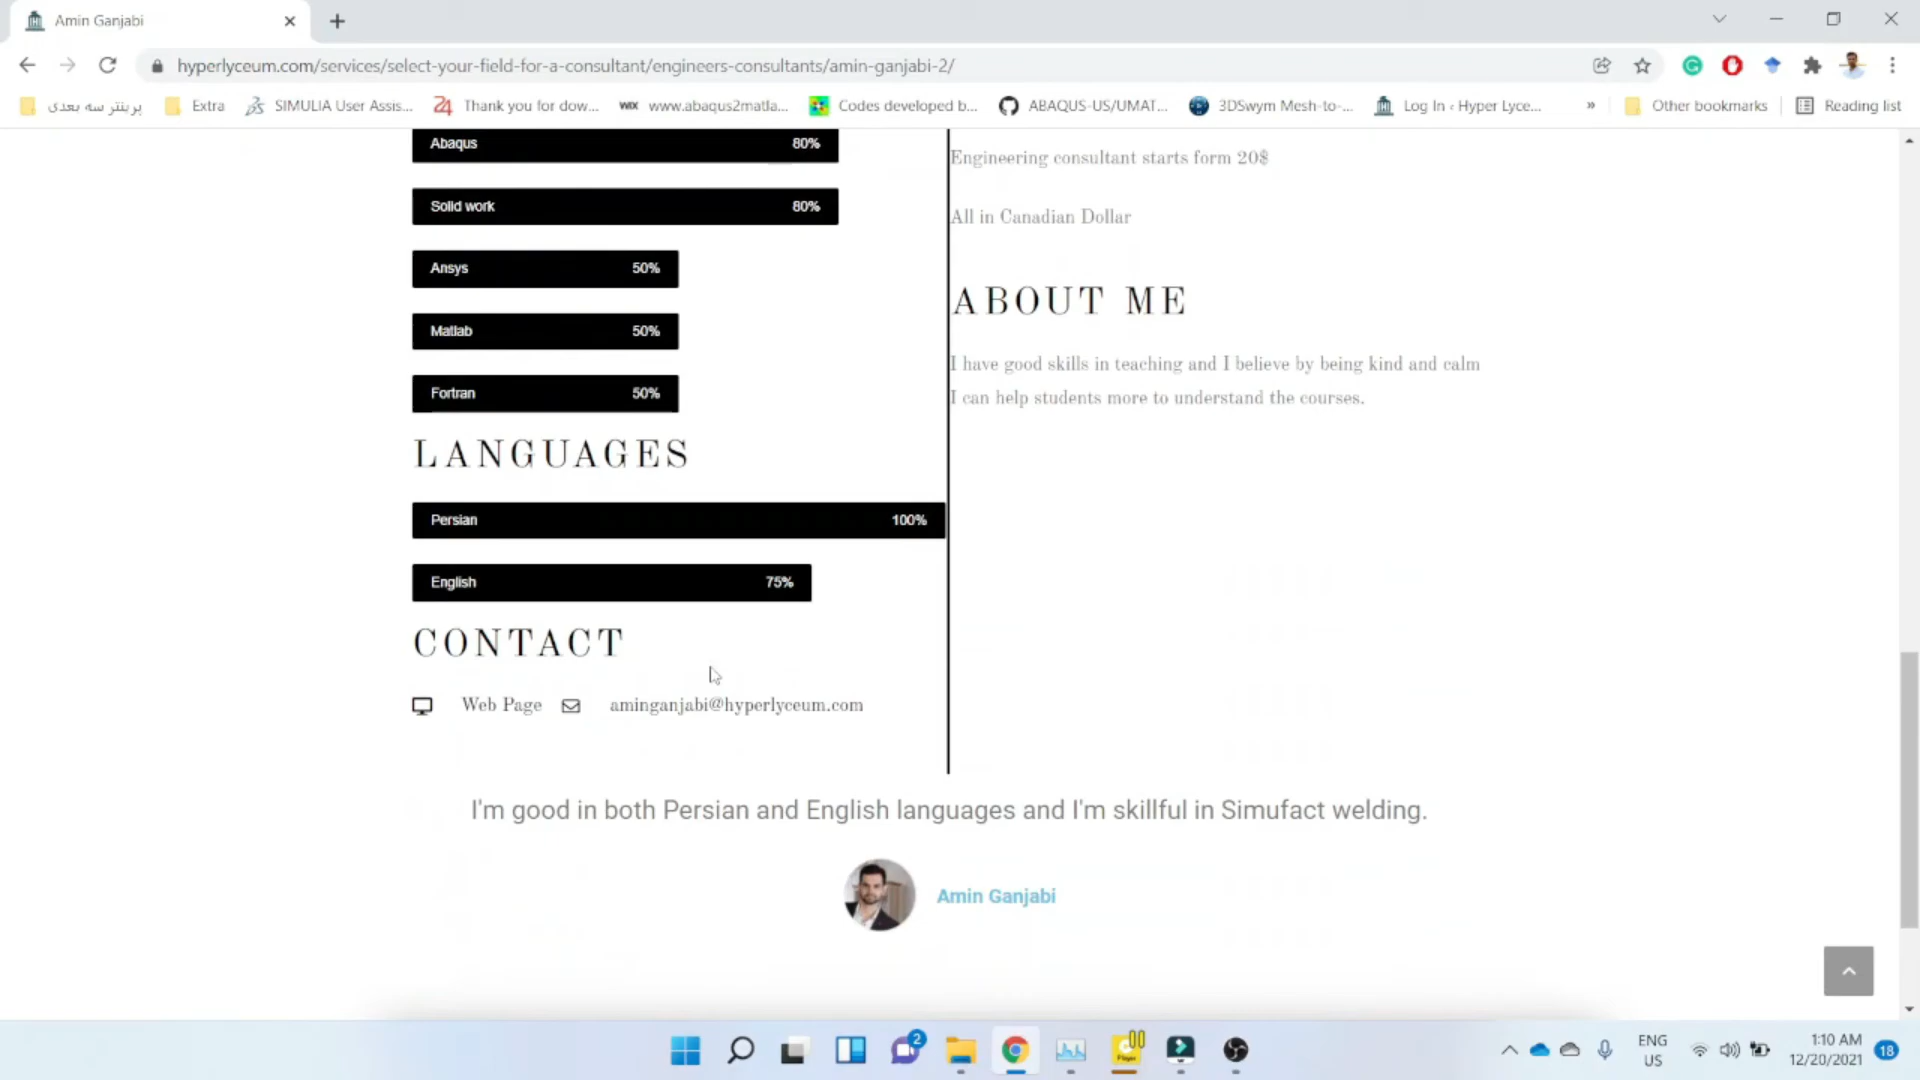 Amin Ganjabi
hyperlyceum.com/services/select-your-field-for-a-consultant/engineers-consultants/amin-ganjabi-2/
پرینتر سه بعدی Extra SIMULIA User Assis... Thank you for dow... WIX www.abaqus2matla... Codes developed b... ABAQUS-US/UMAT... 3DSwym Mesh-to-... Log In ‹ Hyper Lyce... » Other bookmarks Reading list
Abaqus 80%
Solid work 80%
Ansys 50%
Matlab 50%
Fortran 50%
LANGUAGES
Persian 100%
English 75%
CONTACT
Web Page aminganjabi@hyperlyceum.com
Engineering consultant starts form 20$
All in Canadian Dollar
ABOUT ME
I have good skills in teaching and I believe by being kind and calm
I can help students more to understand the courses.
I'm good in both Persian and English languages and I'm skillful in Simufact welding.
Amin Ganjabi
2
Player
ENG
US
1:10 AM
12/20/2021
18